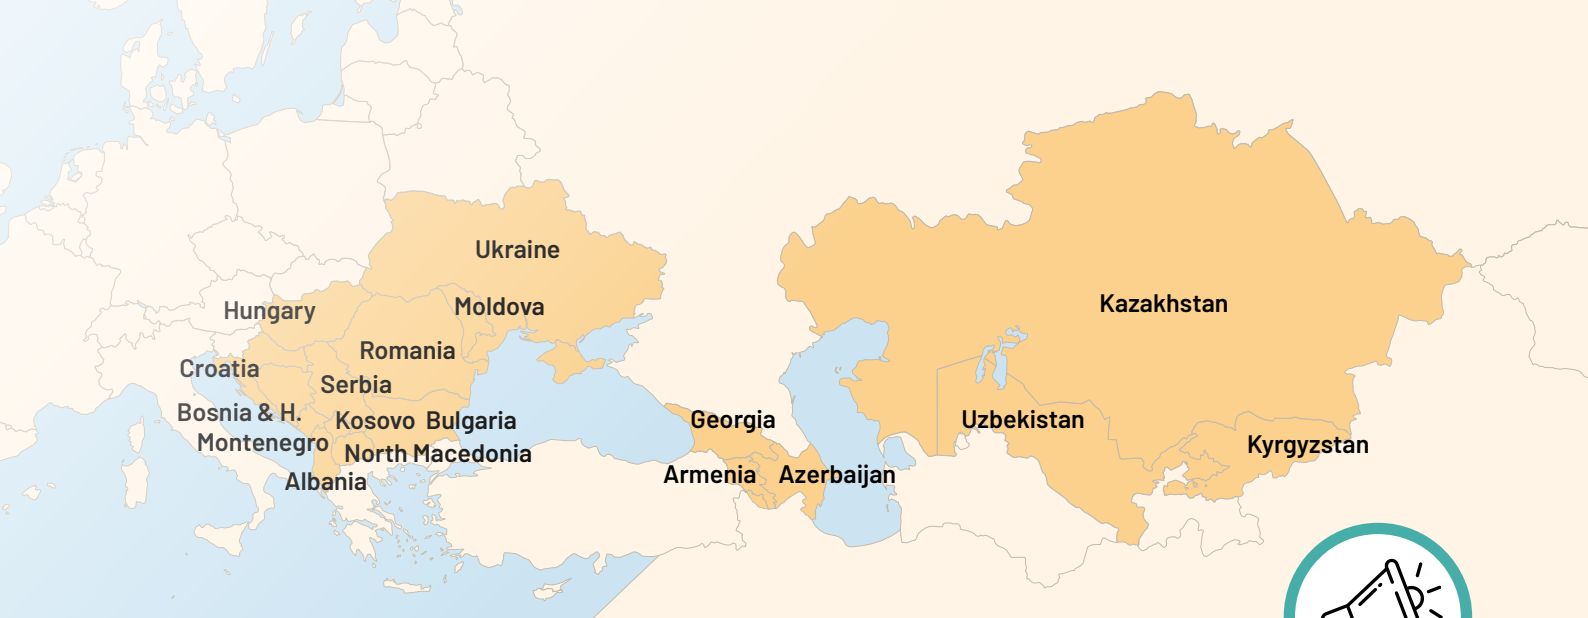 Ukraine
Kazakhstan
Hungary
Moldova
Romania
Croatia
Serbia
Bosnia & H.
Kosovo
Bulgaria
Georgia
Uzbekistan
Montenegro
North Macedonia
Kyrgyzstan
Albania
Armenia
Azerbaijan